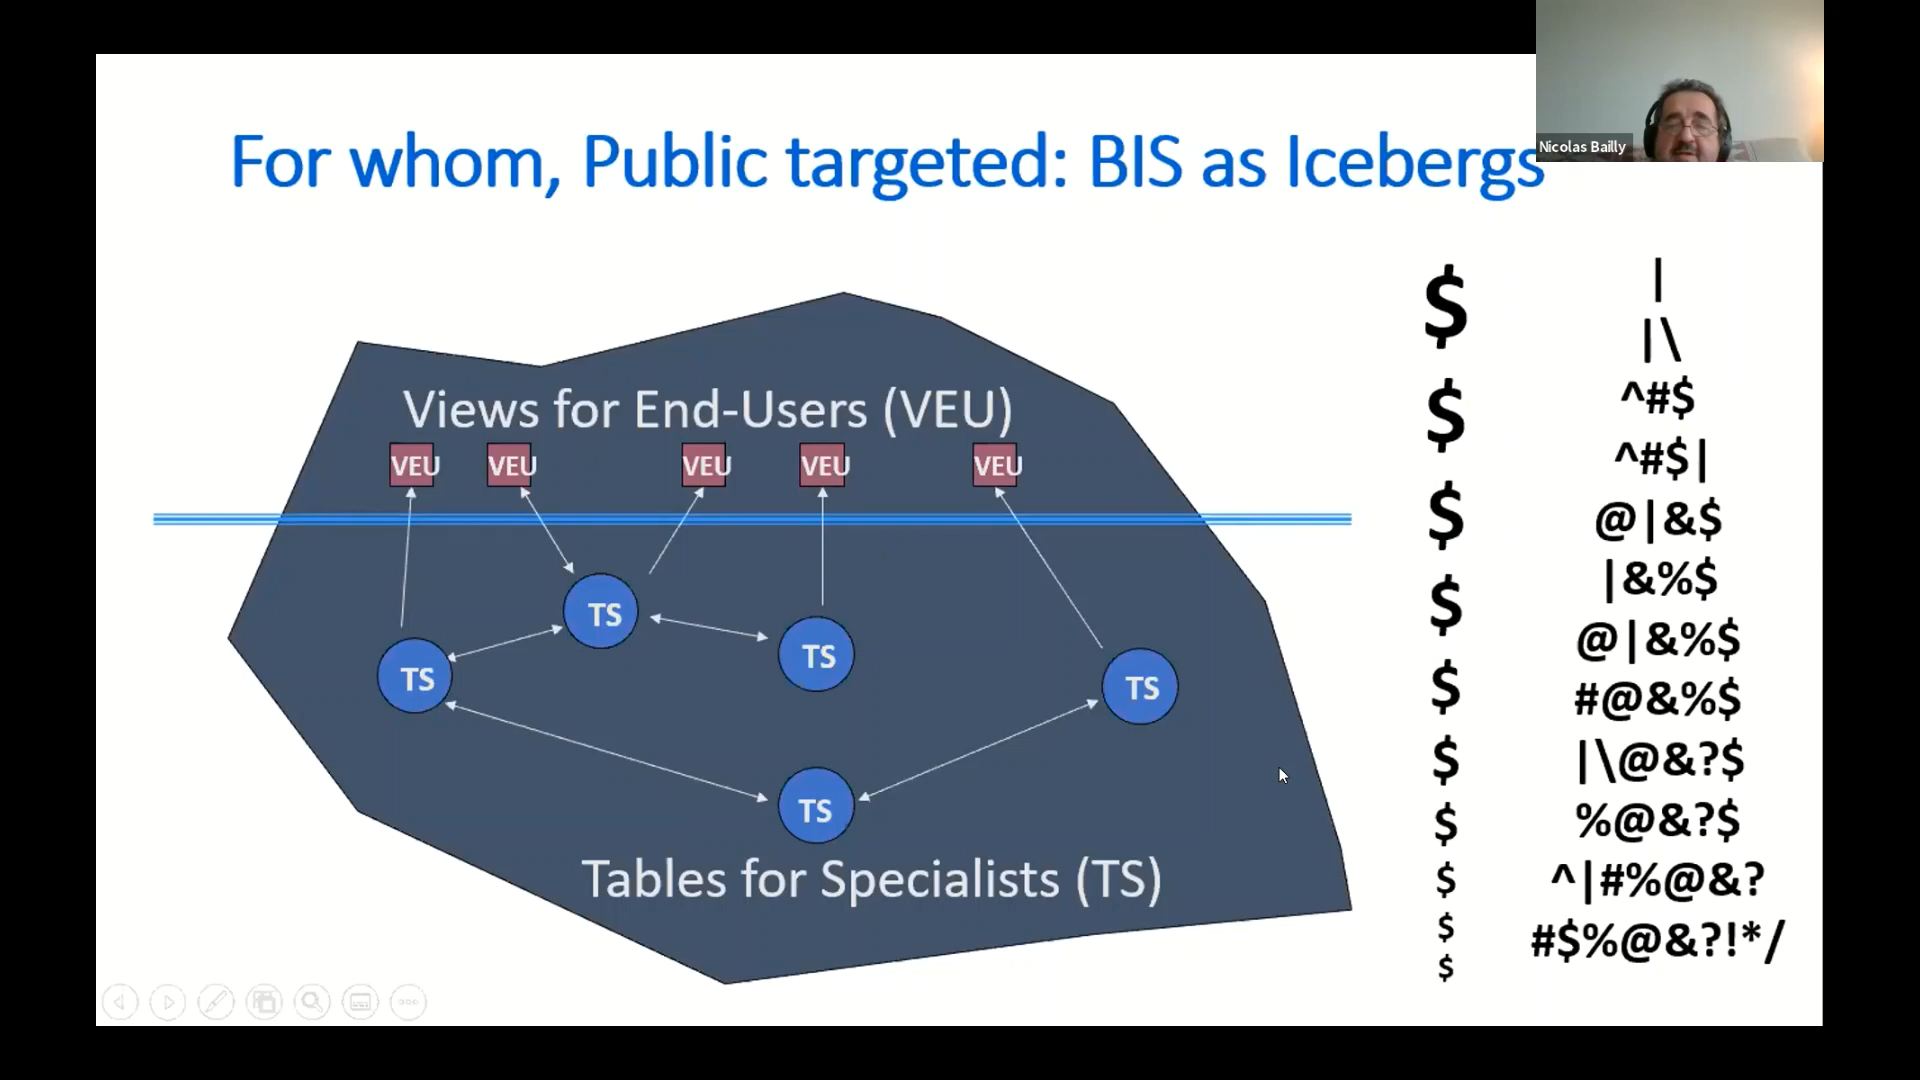 For whom, Public targeted: BIS as Icebergs
Nicolas Bailly
Views for End-Users (VEU)
VEU VEU VEU VEU VEU
TS
TS
TS
TS
TS
Tables for Specialists (TS)
$
$
$
$
$
$
$
$
$
$
|
|\
^#$
^#$|
@|&$
|&%$
@|&%$
#@&%$
|\@&?$
%@&?$
^|#%@&?
#$%@&?!*/